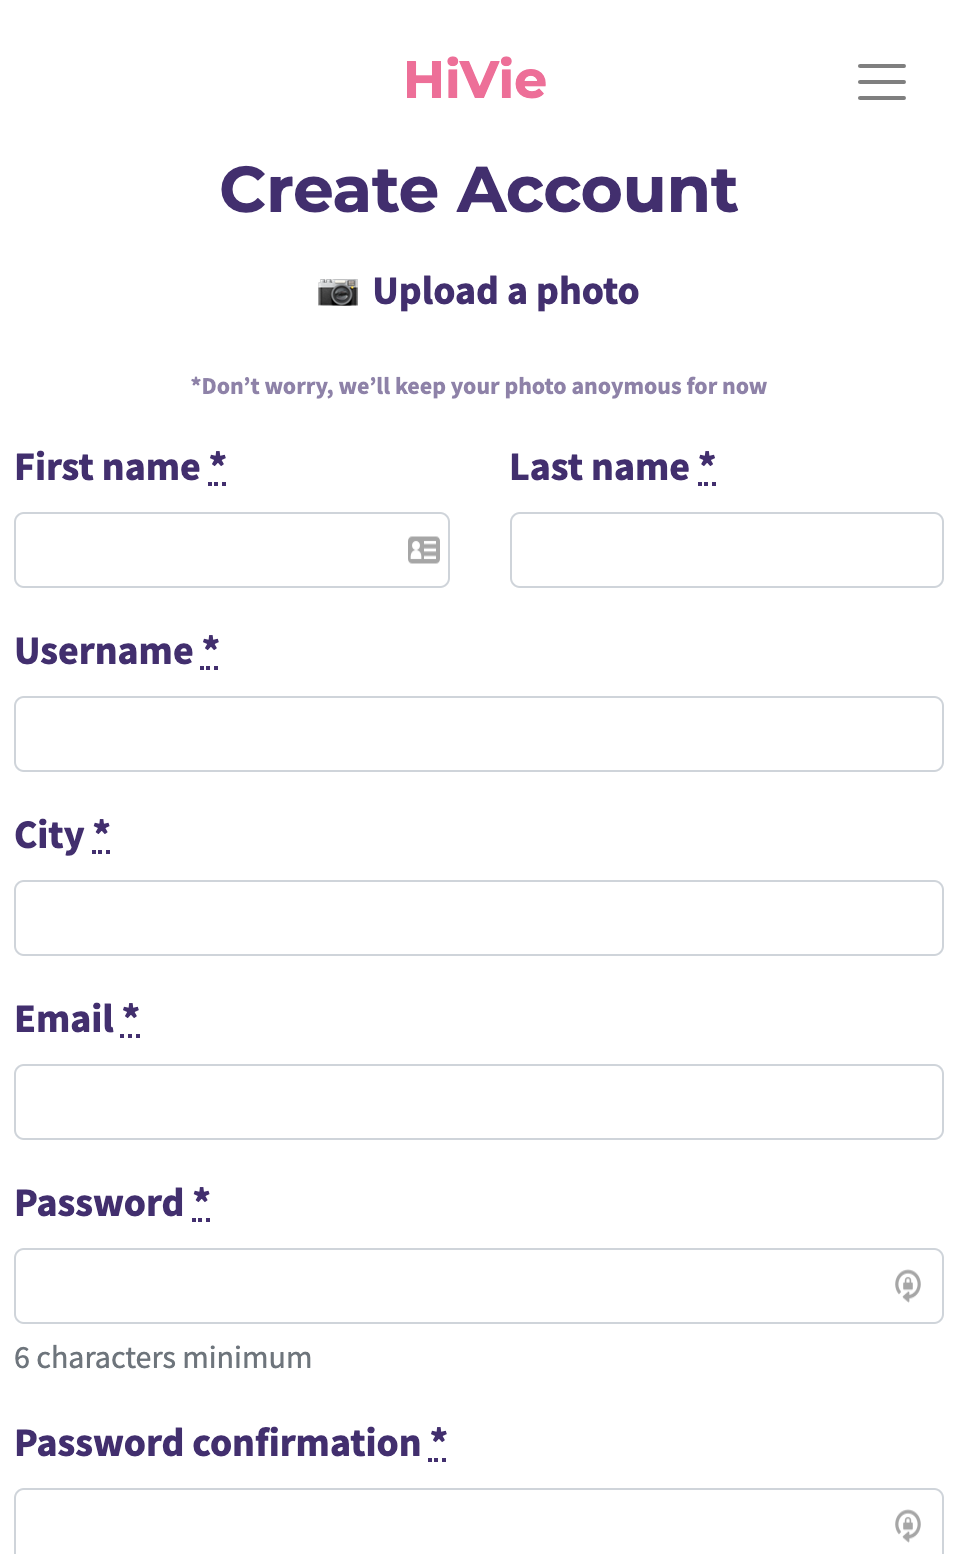 HiVie
Create Account
Upload a photo
*Don't worry, we'll keep your photo anoymous for now
First name *
Last name *
Username *
City *
Email *
Password *
6 characters minimum
Password confirmation *